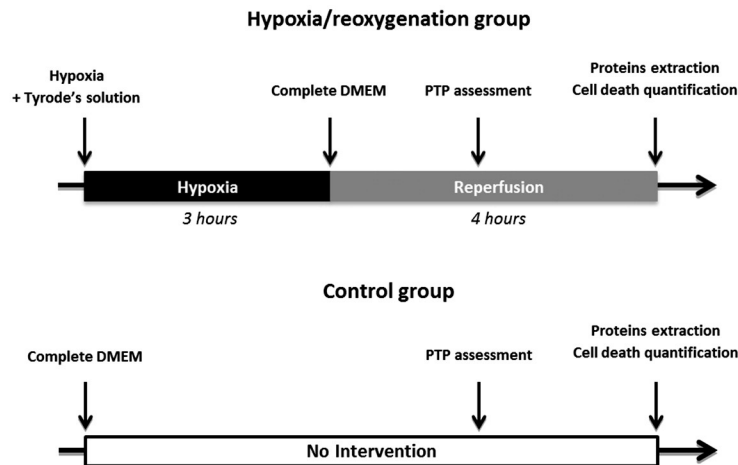 Hypoxia/reoxygenation group
Hypoxia
+ Tyrode's solution
Complete DMEM
PTP assessment
Proteins extraction
Cell death quantification
Hypoxia
Reperfusion
3 hours
4 hours
Control group
Complete DMEM
PTP assessment
Proteins extraction
Cell death quantification
No Intervention